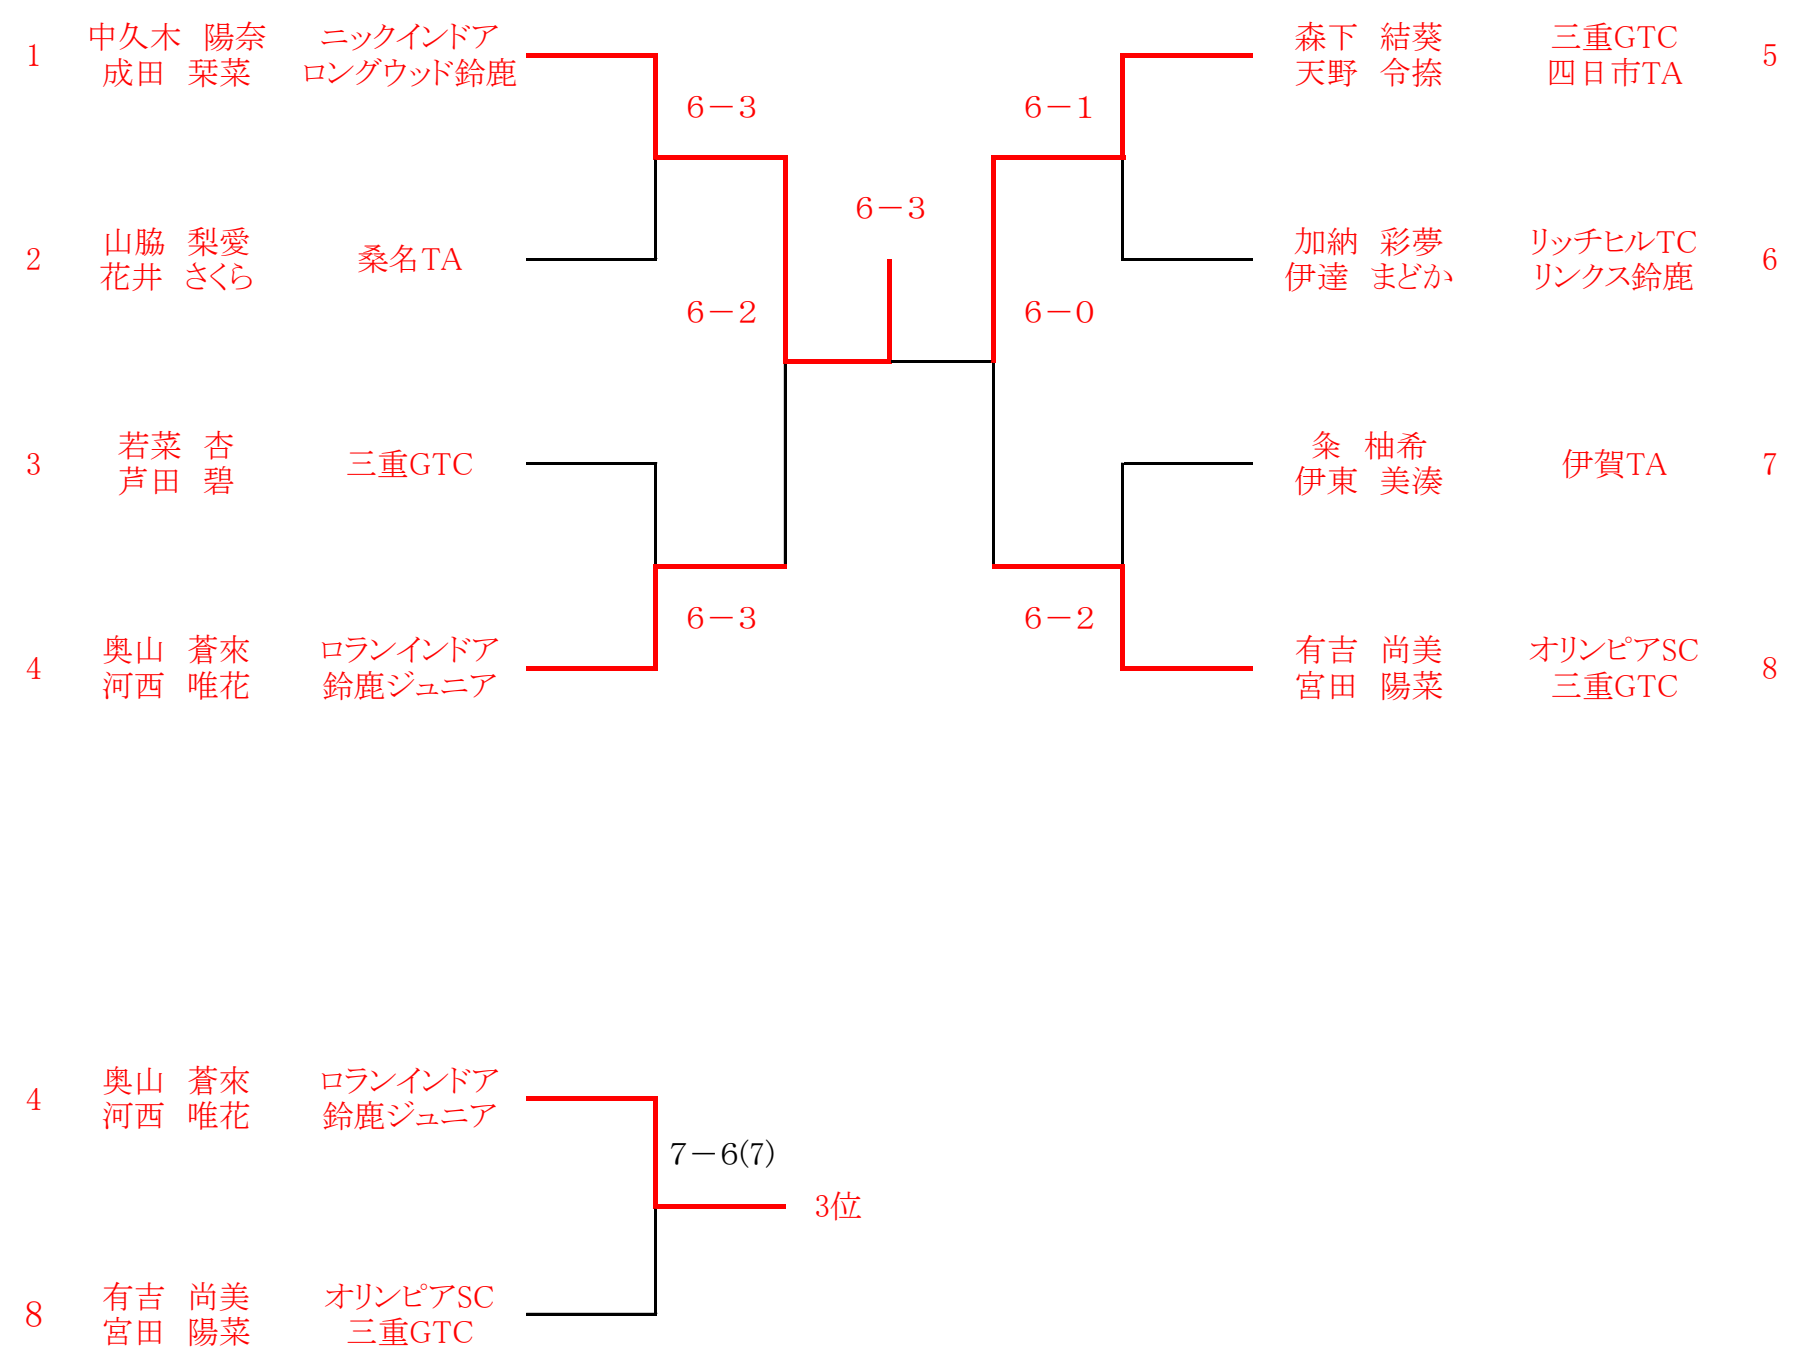 1 中久木 陽奈 ニックインドア
成田 栞菜 ロングウッド鈴鹿
6－3
2 山脇 梨愛 桑名TA
花井 さくら
6－2
3 若菜 杏 三重GTC
芦田 碧
6－3
4 奥山 蒼來 ロランインドア
河西 唯花 鈴鹿ジュニア
6－3
森下 結葵 三重GTC 5
天野 令捺 四日市TA
6－1
加納 彩夢 リッチヒルTC 6
伊達 まどか リンクス鈴鹿
6－0
粂 柚希 伊賀TA 7
伊東 美湊
6－2
有吉 尚美 オリンピアSC 8
宮田 陽菜 三重GTC
4 奥山 蒼來 ロランインドア
河西 唯花 鈴鹿ジュニア
7－6(7)
3位
8 有吉 尚美 オリンピアSC
宮田 陽菜 三重GTC